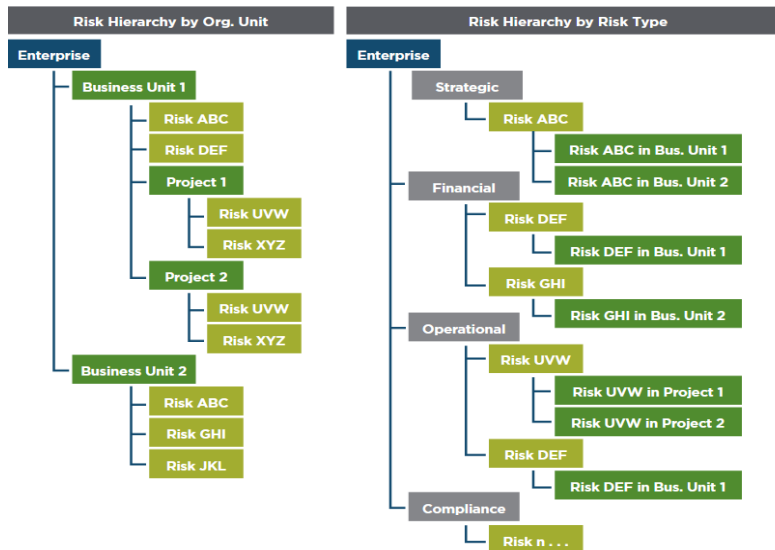 Risk Hierarchy by Org. Unit
Enterprise
Business Unit 1
Risk ABC
Risk DEF
Project 1
Risk UVW
Risk XYZ
Project 2
Risk UVW
Risk XYZ
Business Unit 2
Risk ABC
Risk GHI
Risk JKL
Risk Hierarchy by Risk Type
Enterprise
Strategic
Risk ABC
Risk ABC in Bus. Unit 1
Risk ABC in Bus. Unit 2
Financial
Risk DEF
Risk DEF in Bus. Unit 1
Risk GHI
Risk GHI in Bus. Unit 2
Operational
Risk UVW
Risk UVW in Project 1
Risk UVW in Project 2
Risk DEF
Risk DEF in Bus. Unit 1
Compliance
Risk n . . .